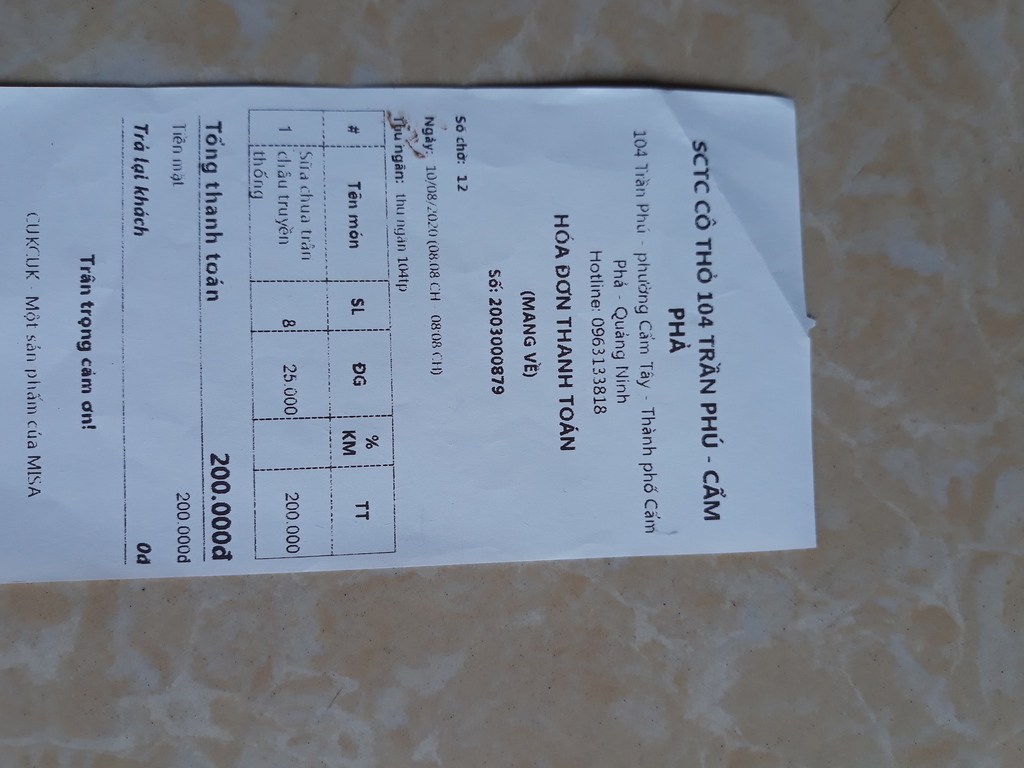 SCTC CÔ THỎ 104 TRẦN PHÚ - CẨM
PHẢ
104 Trần Phú - phường Cẩm Tây - Thành phố Cẩm
Phả - Quảng Ninh
Hotline: 0963133818
HÓA ĐƠN THANH TOÁN
(MANG VỀ)
Số: 2003000879
Số chờ: 12
Ngày: 10/08/2020 (08:08 CH 08:08 CH)
Thu ngân: thu ngân 104tp
# Tên món SL ĐG % KM TT
1 Sữa chua trân châu truyền thống 8 25.000 200.000
Tổng thanh toán 200.000đ
Tiền mặt 200.000đ
Trả lại khách 0đ
Trân trọng cảm ơn!
CUKCUK - Một sản phẩm của MISA